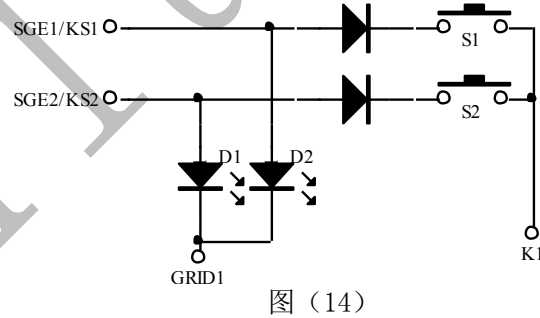 SGE1/KS1
S1
SGE2/KS2
S2
D1
D2
K1
GRID1
图（14）